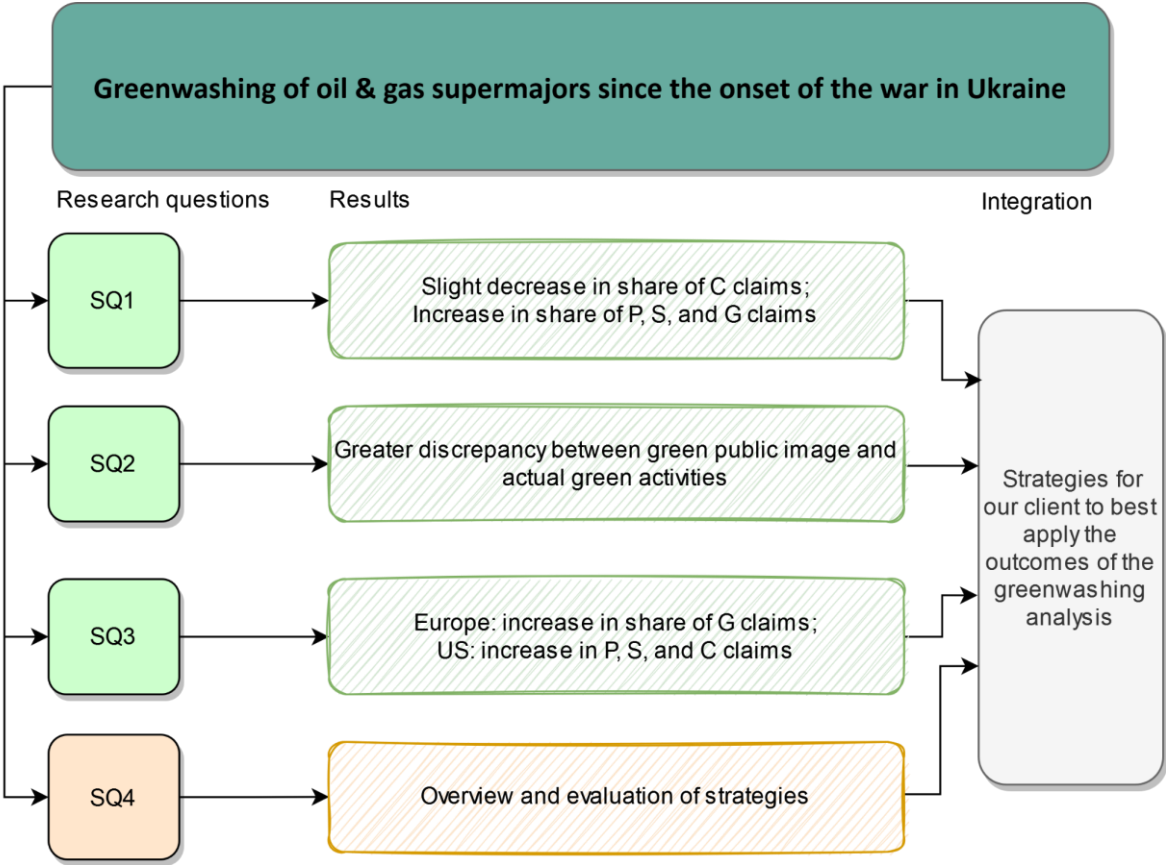 Greenwashing of oil & gas supermajors since the onset of the war in Ukraine
Research questions
Results
Integration
SQ1
Slight decrease in share of C claims;
Increase in share of P, S, and G claims
SQ2
Greater discrepancy between green public image and
actual green activities
SQ3
Europe: increase in share of G claims;
US: increase in P, S, and C claims
SQ4
Overview and evaluation of strategies
Strategies for
our client to best
apply the
outcomes of the
greenwashing
analysis